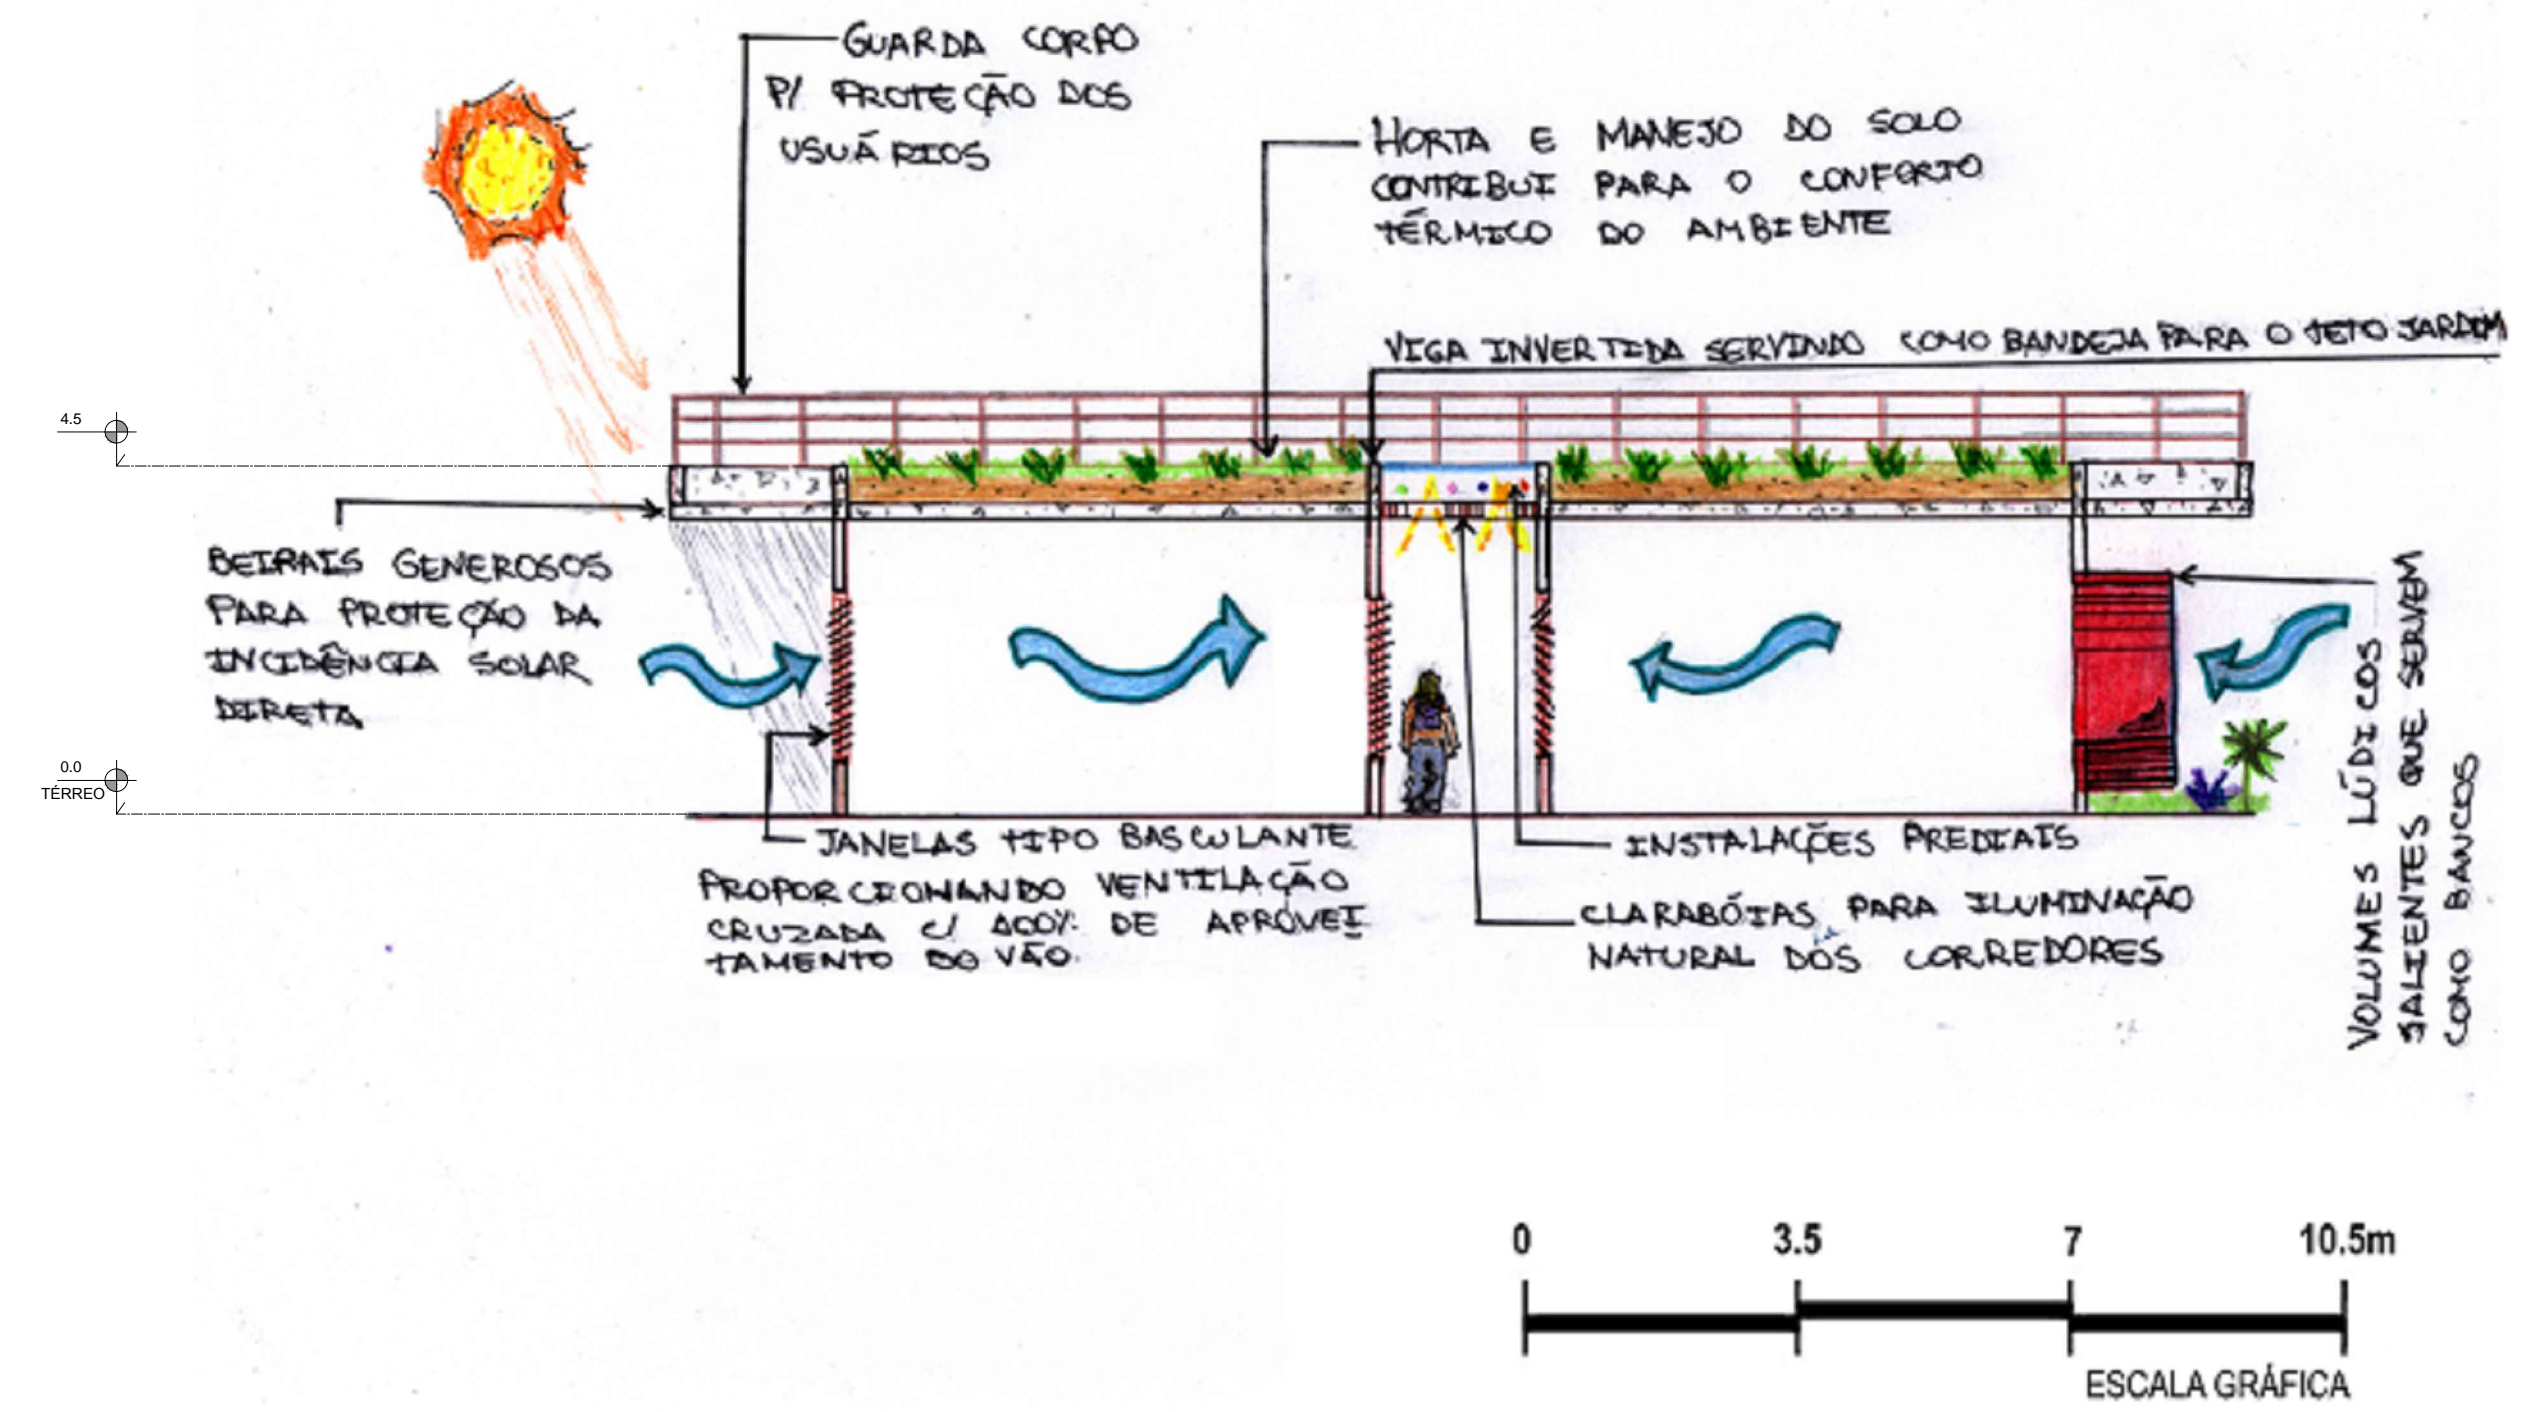 GUARDA CORPO
P/ PROTEÇÃO DOS
USUÁRIOS
HORTA E MANEJO DO SOLO
CONTRIBUI PARA O CONFORTO
TÉRMICO DO AMBIENTE
VIGA INVERTIDA SERVINDO COMO BANDEJA PARA O TETO JARDIM
4.5
BEIRAIS GENEROSOS
PARA PROTEÇÃO DA
INCIDÊNCIA SOLAR
DIRETA
0.0
TÉRREO
JANELAS TIPO BASCULANTE
PROPORCIONANDO VENTILAÇÃO
CRUZADA C/ 100% DE APROVEI
TAMENTO DO VÃO.
INSTALAÇÕES PREDIAIS
CLARABÓIAS PARA ILUMINAÇÃO
NATURAL DOS CORREDORES
VOLUMES LÚDICOS
SALIENTES QUE SERVEM
COMO BANCOS
0 3.5 7 10.5m
ESCALA GRÁFICA